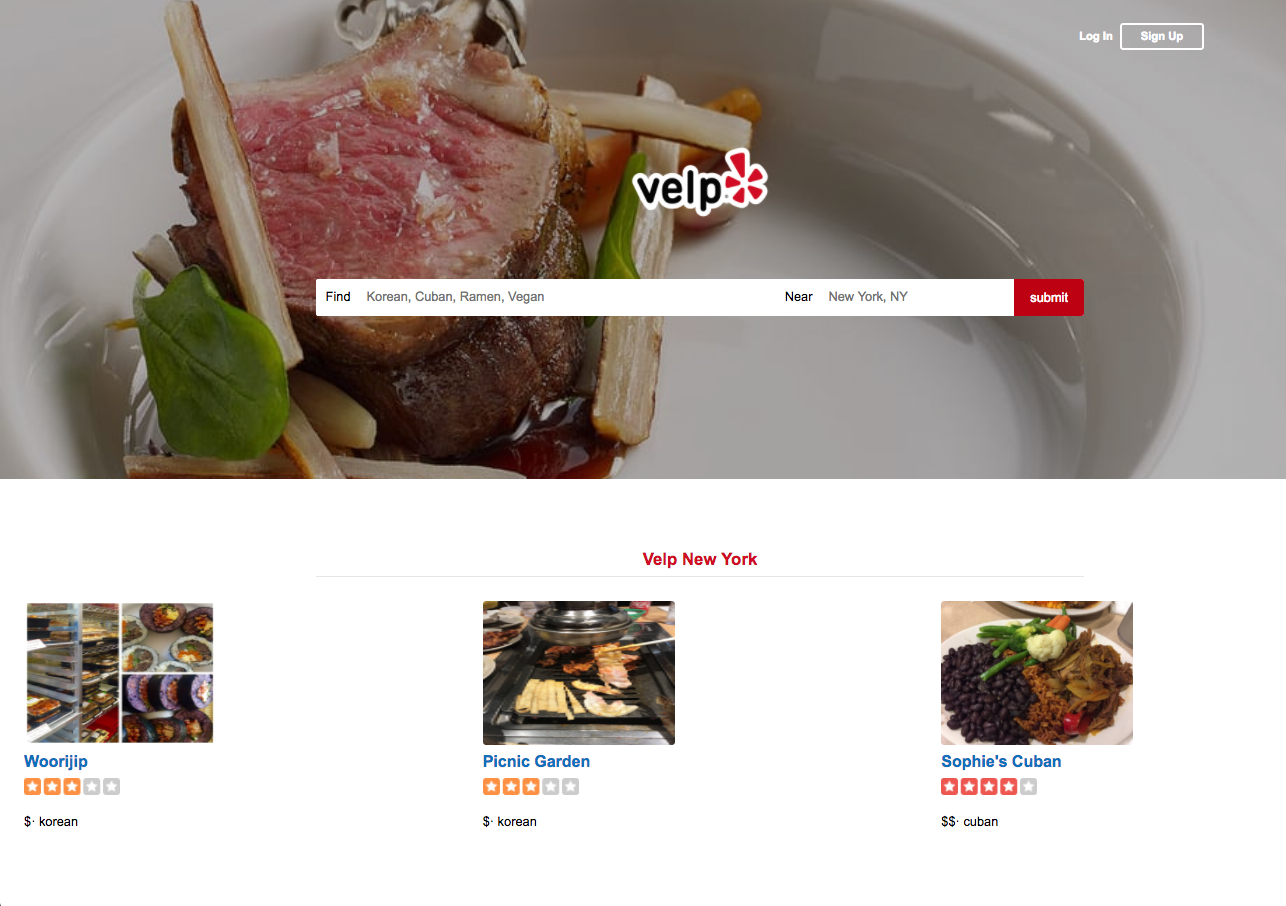 Log In Sign Up
velp
Find Korean, Cuban, Ramen, Vegan Near New York, NY submit
Velp New York
Woorijip Picnic Garden Sophie's Cuban
$· korean $· korean $$· cuban